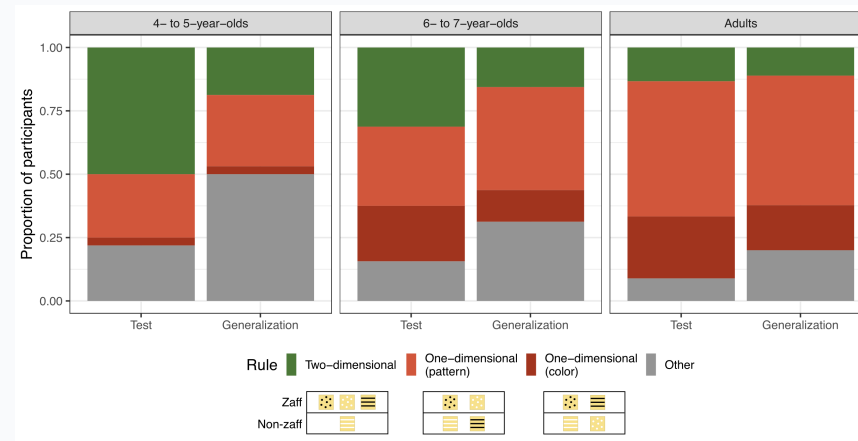 4− to 5−year−olds
6− to 7−year−olds
Adults
Proportion of participants
1.00
0.75
0.50
0.25
0.00
Test
Generalization
Test
Generalization
Test
Generalization
Rule
Two−dimensional
One−dimensional
(pattern)
One−dimensional
(color)
Other
Zaff
Non-zaff